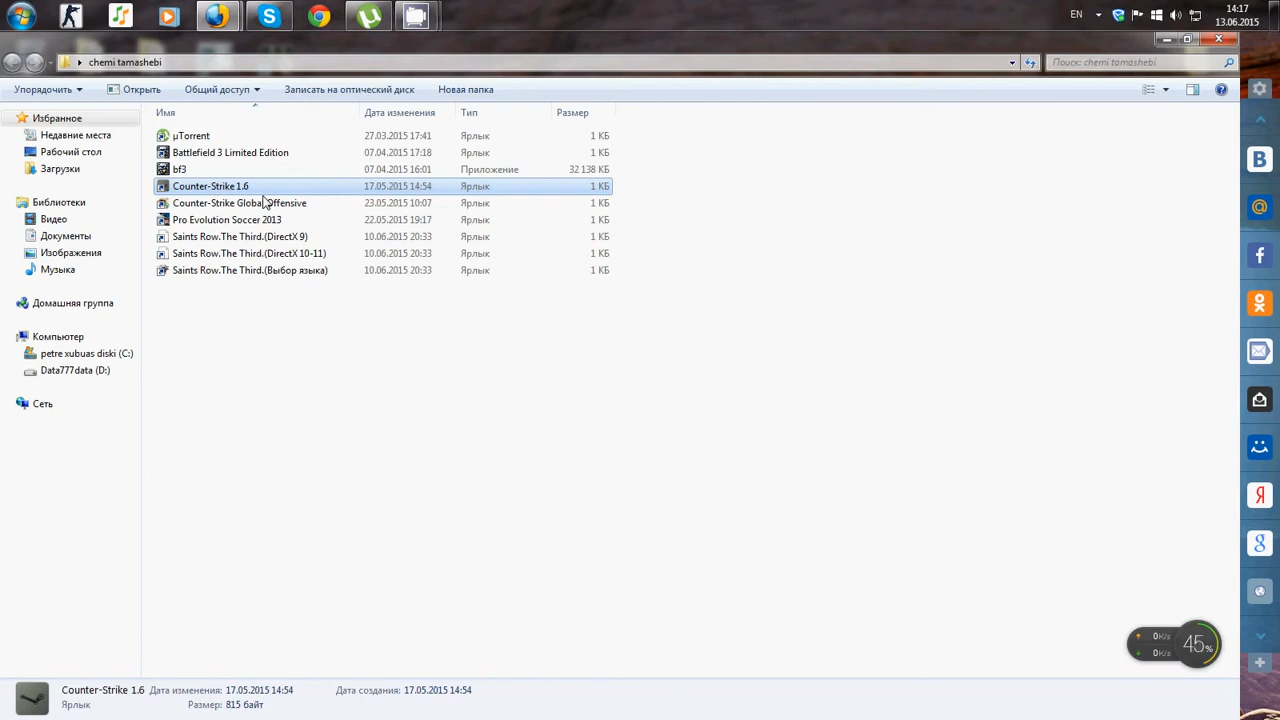 EN
14:17
13.06.2015
chemi tamashebi
Поиск: chemi tamashebi
Упорядочить
Открыть
Общий доступ
Записать на оптический диск
Новая папка
Имя
Дата изменения
Тип
Размер
µTorrent 27.03.2015 17:41 Ярлык 1 КБ
Battlefield 3 Limited Edition 07.04.2015 17:18 Ярлык 1 КБ
bf3 07.04.2015 16:01 Приложение 32 138 КБ
Counter-Strike 1.6 17.05.2015 14:54 Ярлык 1 КБ
Counter-Strike Global Offensive 23.05.2015 10:07 Ярлык 1 КБ
Pro Evolution Soccer 2013 22.05.2015 19:17 Ярлык 1 КБ
Saints Row.The Third.(DirectX 9) 10.06.2015 20:33 Ярлык 1 КБ
Saints Row.The Third.(DirectX 10-11) 10.06.2015 20:33 Ярлык 1 КБ
Saints Row.The Third.(Выбор языка) 10.06.2015 20:33 Ярлык 1 КБ
Избранное
Недавние места
Рабочий стол
Загрузки
Библиотеки
Видео
Документы
Изображения
Музыка
Домашняя группа
Компьютер
petre xubuas diski (C:)
Data777data (D:)
Сеть
0K/s
0K/s
45%
Counter-Strike 1.6 Дата изменения: 17.05.2015 14:54 Дата создания: 17.05.2015 14:54
Ярлык Размер: 815 байт